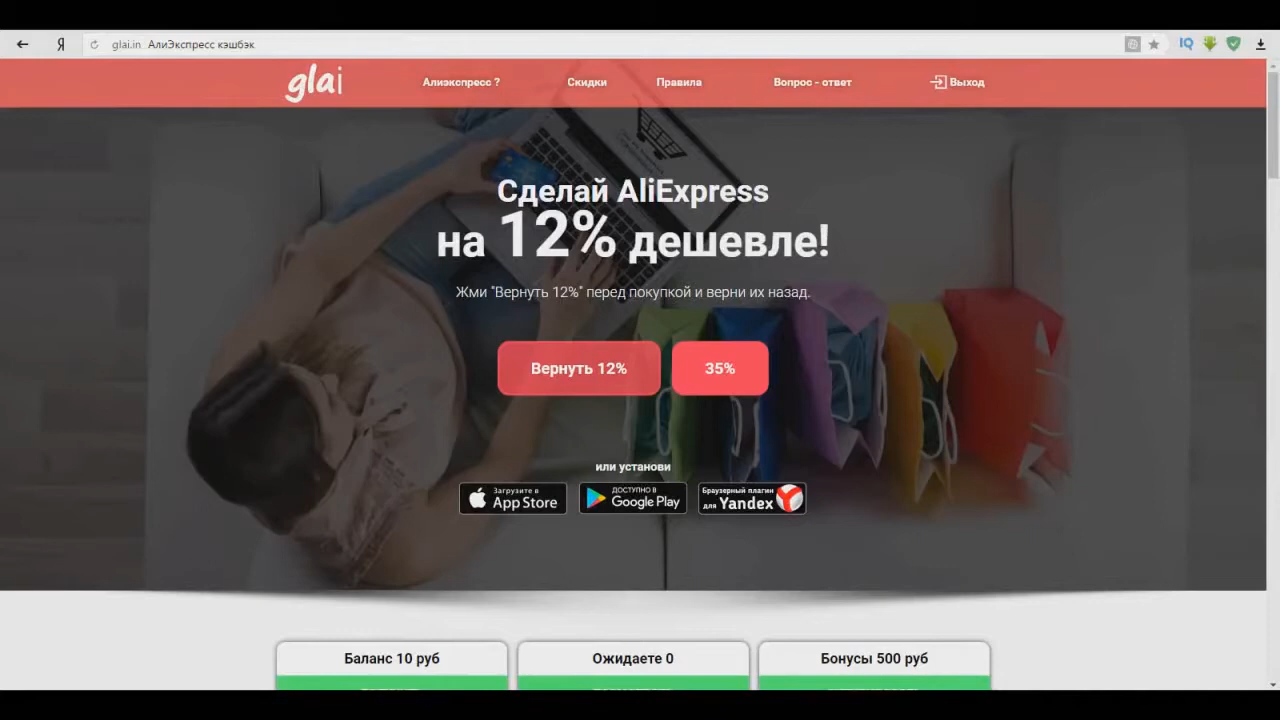 Я glai.in АлиЭкспресс кэшбэк IQ
glai Алиэкспресс ? Скидки Правила Вопрос - ответ Выход
Сделай AliExpress
на 12% дешевле!
Жми "Вернуть 12%" перед покупкой и верни их назад.
Вернуть 12% 35%
или установи
Загрузите в App Store
ДОСТУПНО В Google Play
Браузерный плагин для Yandex
Баланс 10 руб Ожидаете 0 Бонусы 500 руб